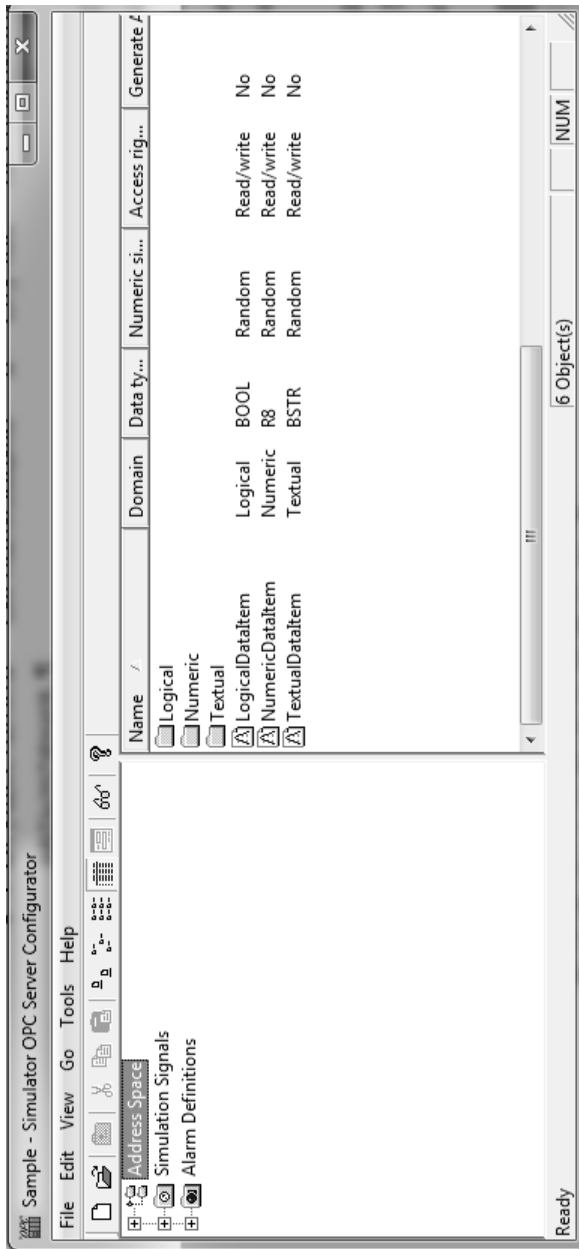 Sample - Simulator OPC Server Configurator
File Edit View Go Tools Help
Address Space
Simulation Signals
Alarm Definitions
Name Domain Data ty... Numeric si... Access rig... Generate A
Logical
Numeric
Textual
LogicalDataItem Logical BOOL Random Read/write No
NumericDataItem Numeric R8 Random Read/write No
TextualDataItem Textual BSTR Random Read/write No
Ready 6 Object(s) NUM